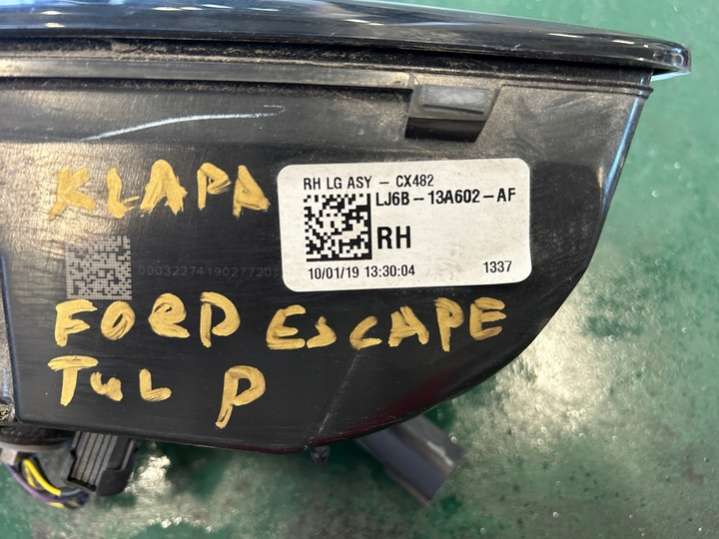 KLAPA
RH LG ASY – CX482
LJ6B – 13A602 – AF
RH
10/01/19 13:30:04 1337
FORD ESCAPE
TUL P